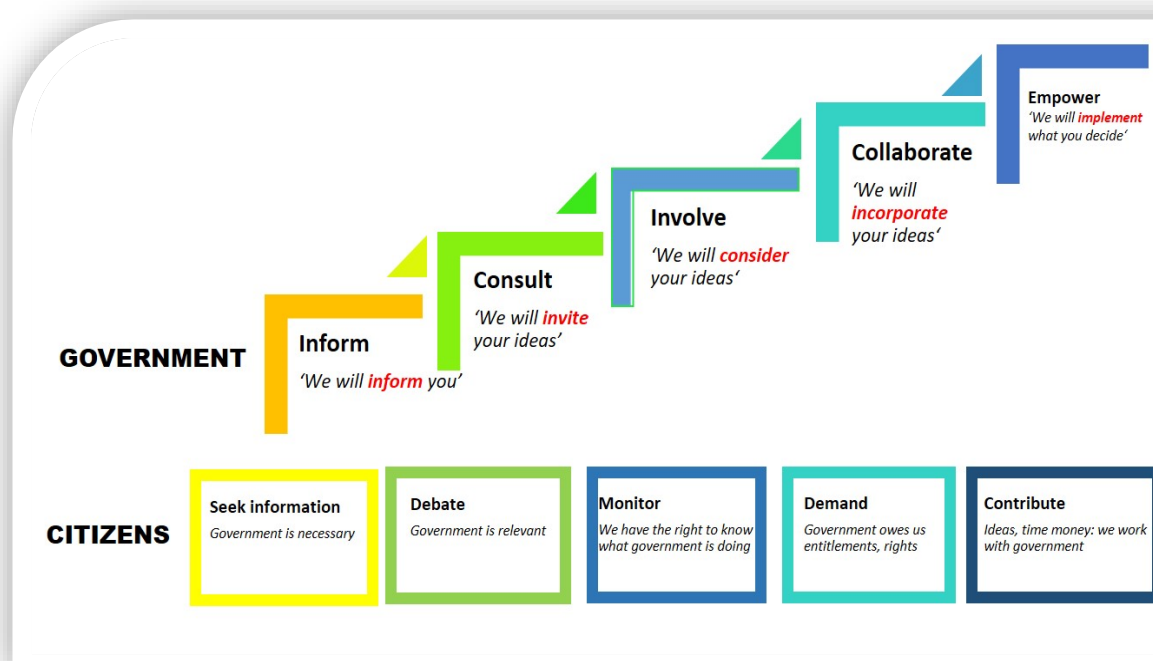 GOVERNMENT
Inform
‘We will inform you’
Consult
‘We will invite
your ideas’
Involve
‘We will consider
your ideas‘
Collaborate
‘We will
incorporate
your ideas‘
Empower
‘We will implement
what you decide‘
CITIZENS
Seek information
Government is necessary
Debate
Government is relevant
Monitor
We have the right to know
what government is doing
Demand
Government owes us
entitlements, rights
Contribute
Ideas, time money: we work
with government